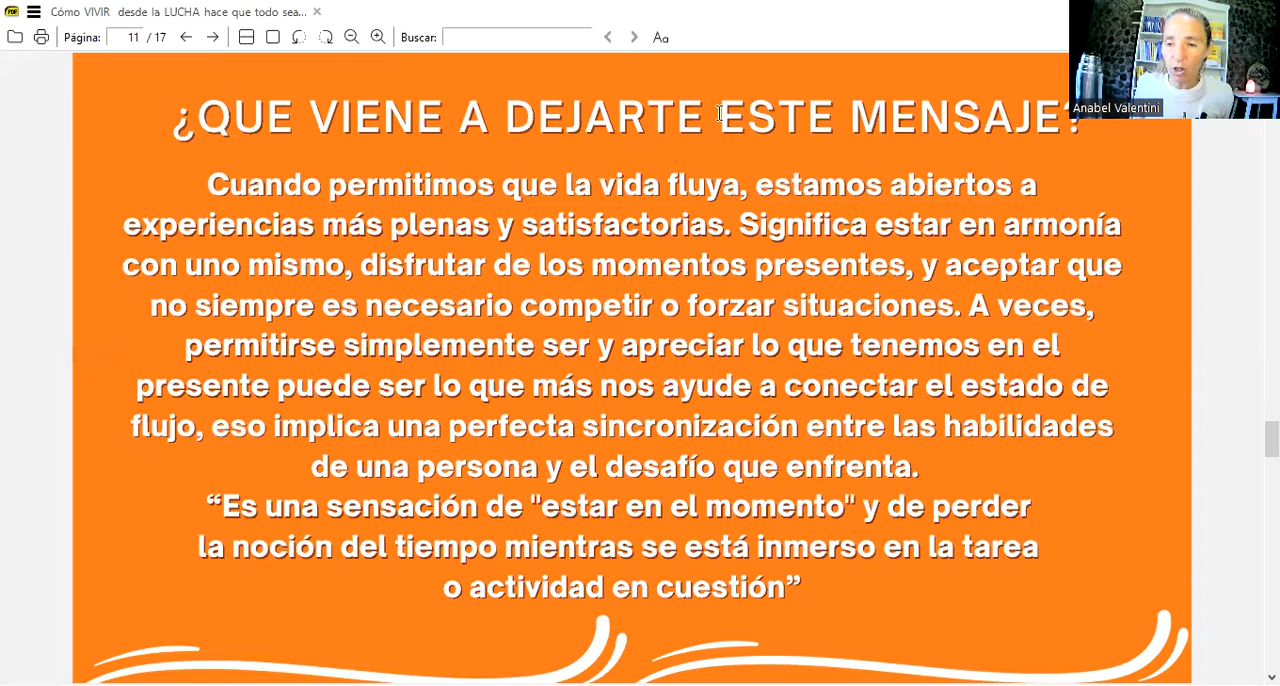 Cómo VIVIR desde la LUCHA hace que todo sea...
Página: 11 / 17 Buscar:
Anabel Valentini
¿QUE VIENE A DEJARTE ESTE MENSAJE?
Cuando permitimos que la vida fluya, estamos abiertos a
experiencias más plenas y satisfactorias. Significa estar en armonía
con uno mismo, disfrutar de los momentos presentes, y aceptar que
no siempre es necesario competir o forzar situaciones. A veces,
permitirse simplemente ser y apreciar lo que tenemos en el
presente puede ser lo que más nos ayude a conectar el estado de
flujo, eso implica una perfecta sincronización entre las habilidades
de una persona y el desafío que enfrenta.
“Es una sensación de "estar en el momento" y de perder
la noción del tiempo mientras se está inmerso en la tarea
o actividad en cuestión”